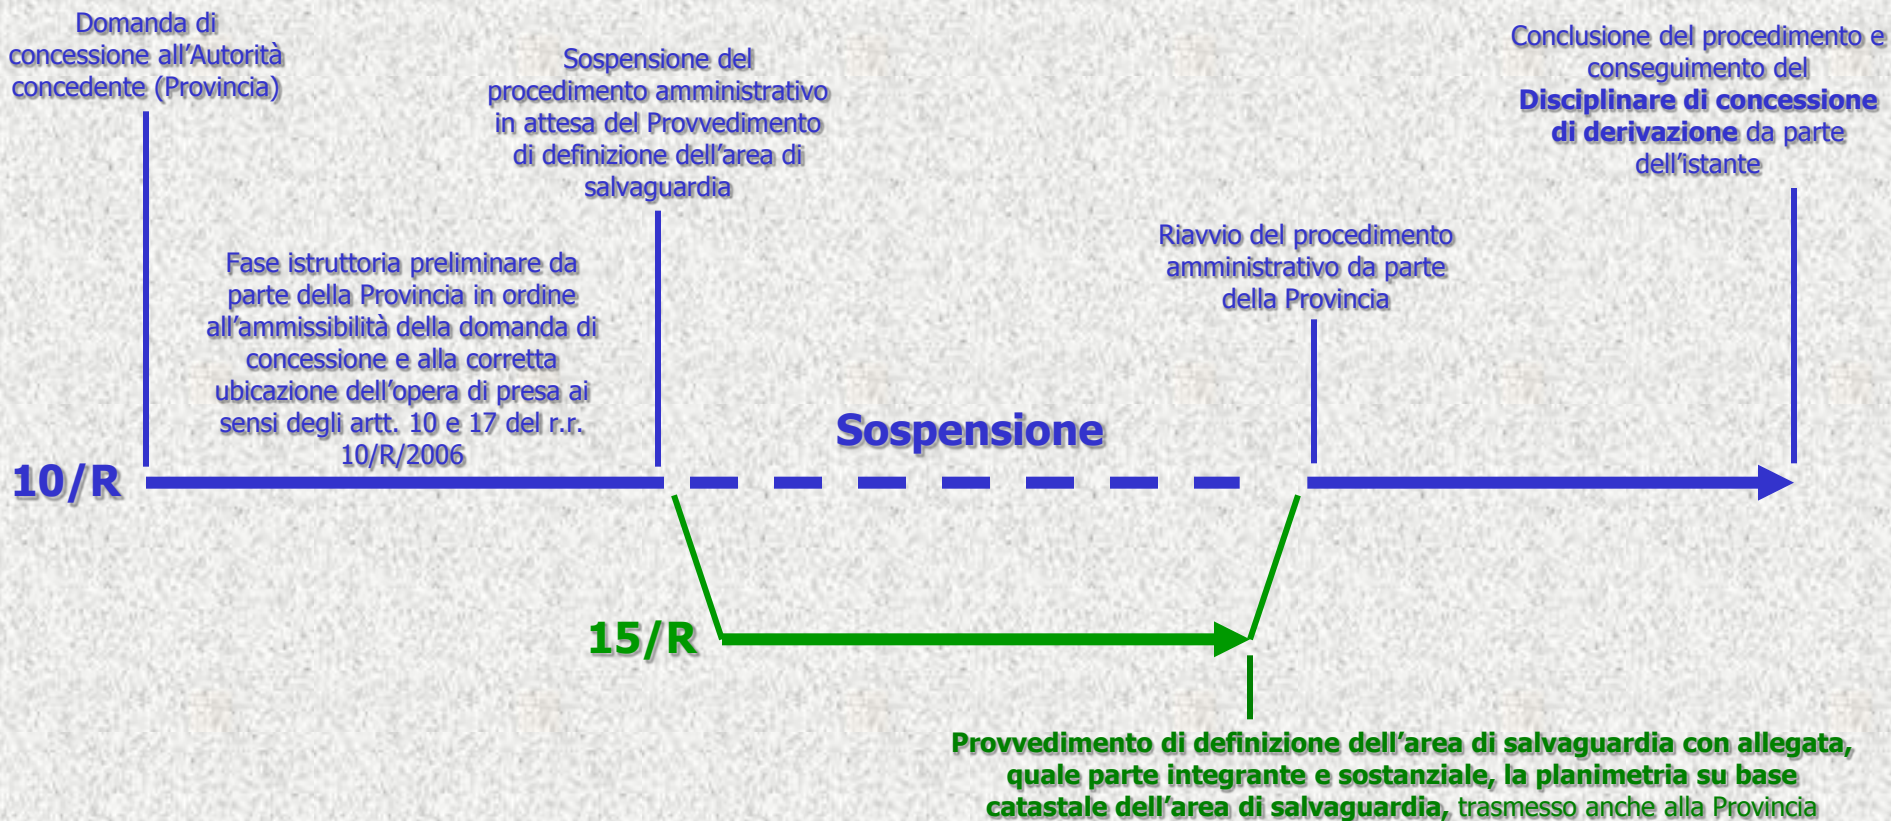 Domanda di
concessione all'Autorità
concedente (Provincia)
Sospensione del
procedimento amministrativo
in attesa del Provvedimento
di definizione dell'area di
salvaguardia
Conclusione del procedimento e
conseguimento del
Disciplinare di concessione
di derivazione da parte
dell'istante
Fase istruttoria preliminare da
parte della Provincia in ordine
all'ammissibilità della domanda di
concessione e alla corretta
ubicazione dell'opera di presa ai
sensi degli artt. 10 e 17 del r.r.
10/R/2006
Riavvio del procedimento
amministrativo da parte
della Provincia
Sospensione
10/R
15/R
Provvedimento di definizione dell'area di salvaguardia con allegata,
quale parte integrante e sostanziale, la planimetria su base
catastale dell'area di salvaguardia, trasmesso anche alla Provincia